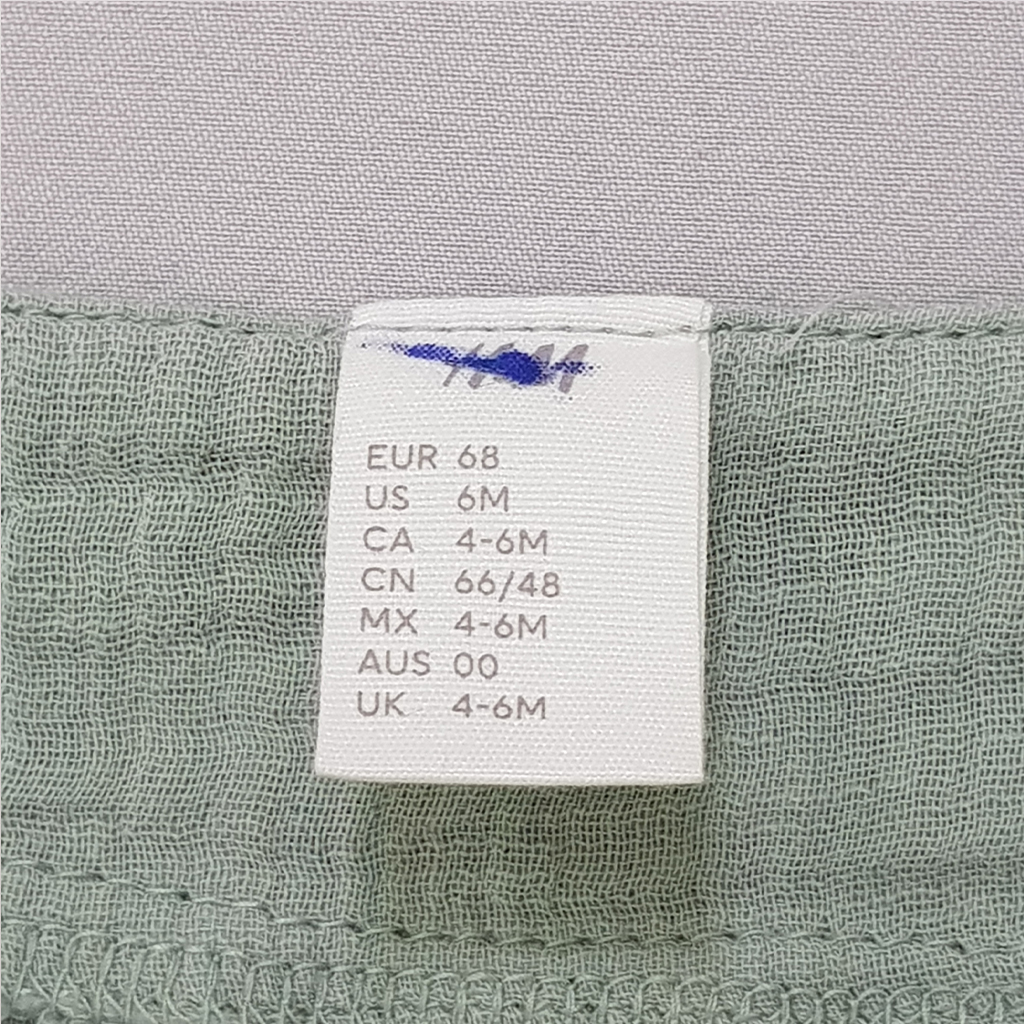 EUR 68
US 6M
CA 4-6M
CN 66/48
MX 4-6M
AUS 00
UK 4-6M